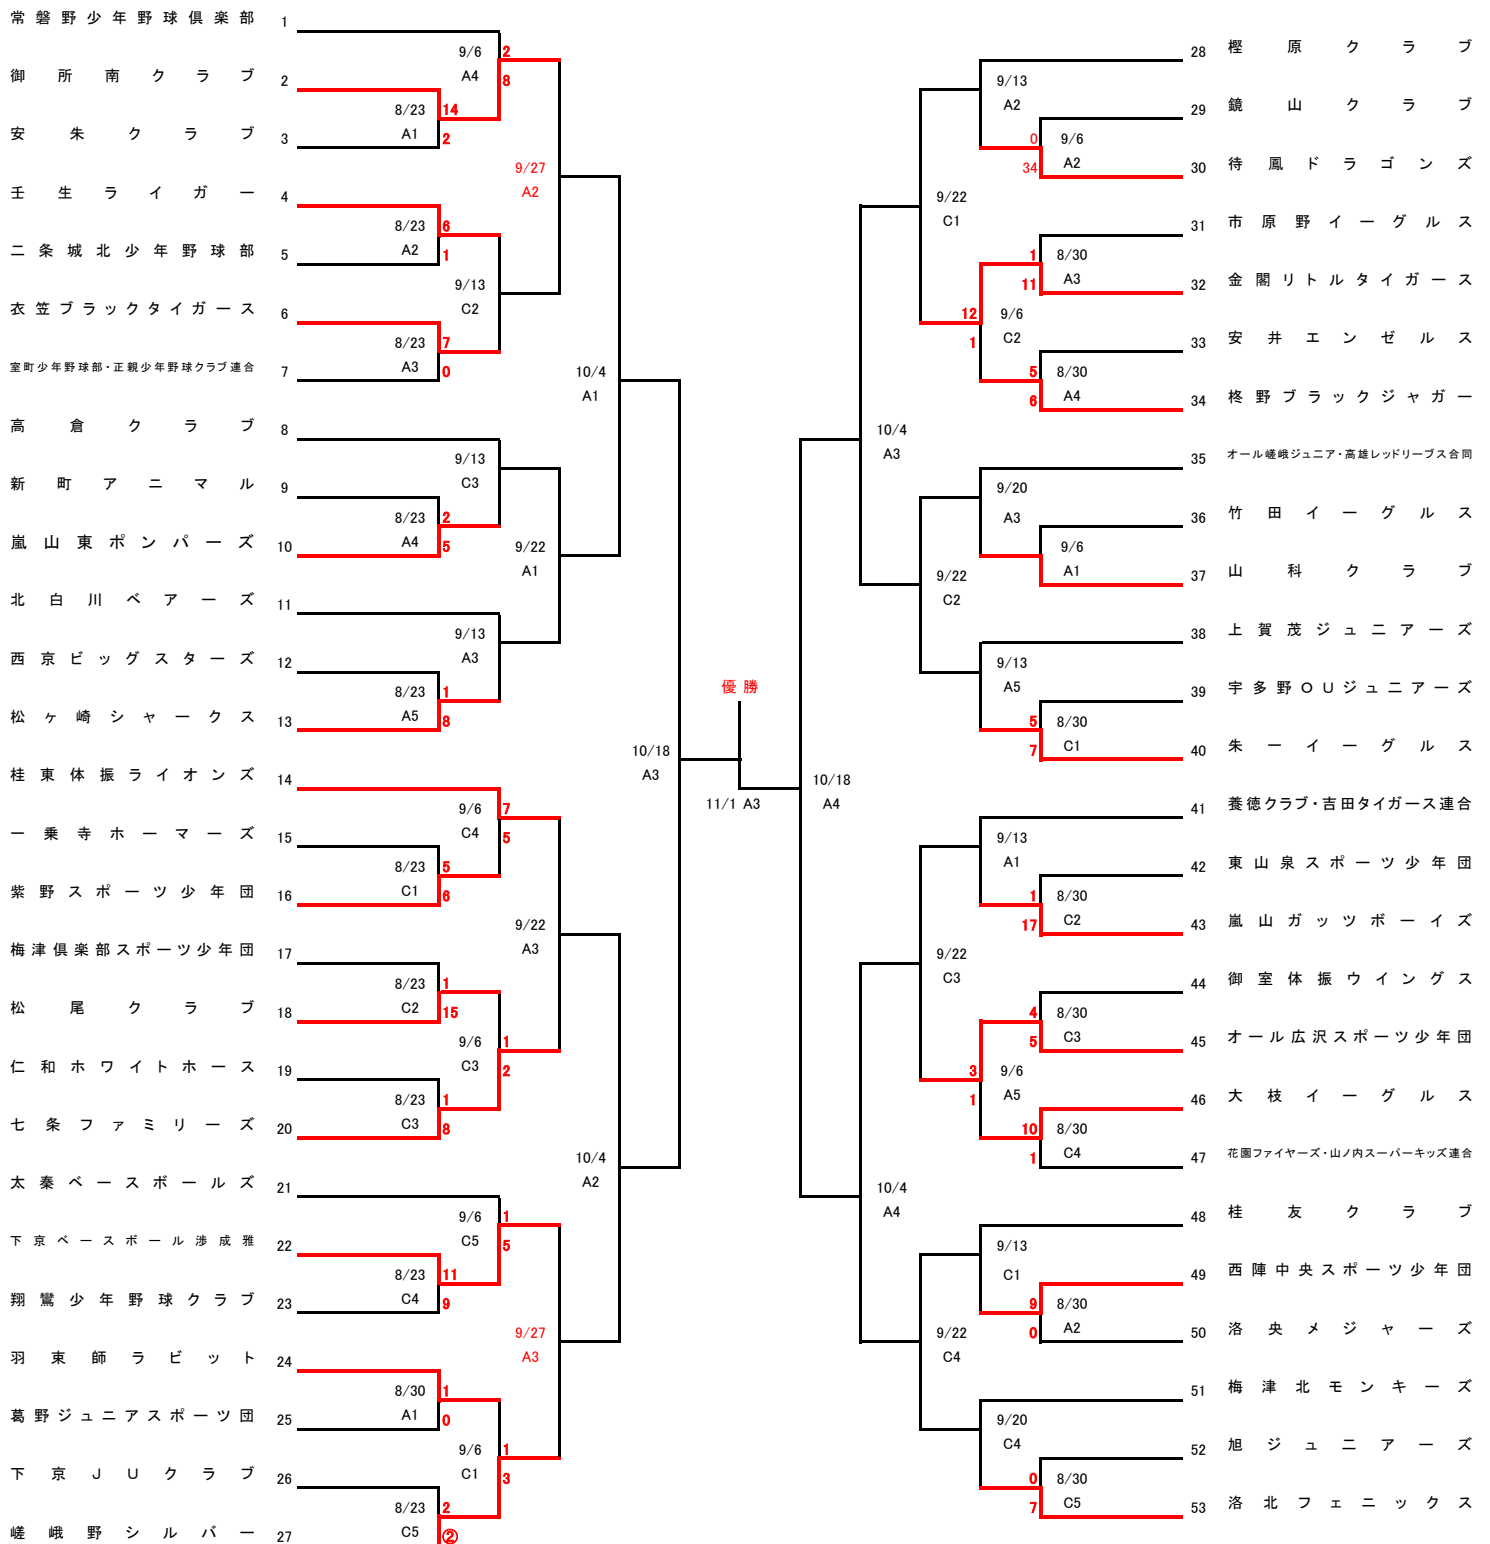 常磐野少年野球倶楽部 1
御所南クラブ 2
安朱クラブ 3
壬生ライガー 4
二条城北少年野球部 5
衣笠ブラックタイガース 6
室町少年野球部・正親少年野球クラブ連合 7
高倉クラブ 8
新町アニマル 9
嵐山東ポンパーズ 10
北白川ベアーズ 11
西京ビッグスターズ 12
松ヶ崎シャークス 13
桂東体振ライオンズ 14
一乗寺ホーマーズ 15
紫野スポーツ少年団 16
梅津倶楽部スポーツ少年団 17
松尾クラブ 18
仁和ホワイトホース 19
七条ファミリーズ 20
太秦ベースボールズ 21
下京ベースボール渉成雅 22
翔鸞少年野球クラブ 23
羽東師ラビット 24
葛野ジュニアスポーツ団 25
下京JUクラブ 26
嵯峨野シルバー 27
9/6
A4
2
8
8/23
A1
14
2
8/23
A2
6
1
9/13
C2
8/23
A3
7
0
9/27
A2
9/13
C3
8/23
A4
2
5
9/22
A1
9/13
A3
8/23
A5
1
8
10/4
A1
9/6
C4
7
5
8/23
C1
5
6
9/22
A3
8/23
C2
1
15
9/6
C3
1
2
8/23
C3
1
8
10/4
A2
9/6
C5
1
5
8/23
C4
11
9
9/27
A3
8/30
A1
1
0
9/6
C1
1
3
8/23
C5
2
②
10/18
A3
優勝
11/1 A3
10/18
A4
28 樫原クラブ
29 鏡山クラブ
30 待鳳ドラゴンズ
31 市原野イーグルス
32 金閣リトルタイガース
33 安井エンゼルス
34 柊野ブラックジャガー
35 オール嵯峨ジュニア・高雄レッドリーブス合同
36 竹田イーグルス
37 山科クラブ
38 上賀茂ジュニアーズ
39 宇多野OUジュニアーズ
40 朱一イーグルス
41 養徳クラブ・吉田タイガース連合
42 東山泉スポーツ少年団
43 嵐山ガッツボーイズ
44 御室体振ウイングス
45 オール広沢スポーツ少年団
46 大枝イーグルス
47 花園ファイヤーズ・山ノ内スーパーキッズ連合
48 桂友クラブ
49 西陣中央スポーツ少年団
50 洛央メジャーズ
51 梅津北モンキーズ
52 旭ジュニアーズ
53 洛北フェニックス
9/13
A2
0
34
9/6
A2
9/22
C1
1
11
8/30
A3
12
1
9/6
C2
5
6
8/30
A4
10/4
A3
9/20
A3
9/6
A1
9/22
C2
9/13
A5
5
7
8/30
C1
9/13
A1
1
17
8/30
C2
9/22
C3
4
5
8/30
C3
3
1
9/6
A5
10
1
8/30
C4
10/4
A4
9/13
C1
9
0
8/30
A2
9/22
C4
9/20
C4
0
7
8/30
C5